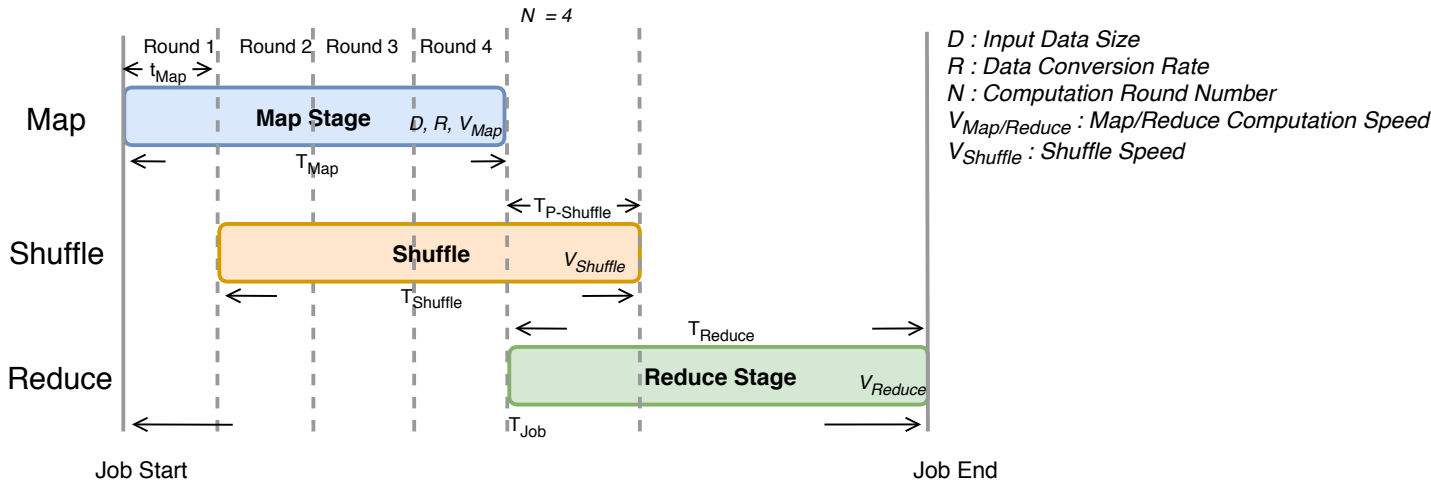 N = 4
Round 1 Round 2 Round 3 Round 4
t_Map
Map
Map Stage
D, R, V_Map
T_Map
D : Input Data Size
R : Data Conversion Rate
N : Computation Round Number
V_Map/Reduce : Map/Reduce Computation Speed
V_Shuffle : Shuffle Speed
T_P-Shuffle
Shuffle
Shuffle
V_Shuffle
T_Shuffle
T_Reduce
Reduce
Reduce Stage
V_Reduce
T_Job
Job Start
Job End